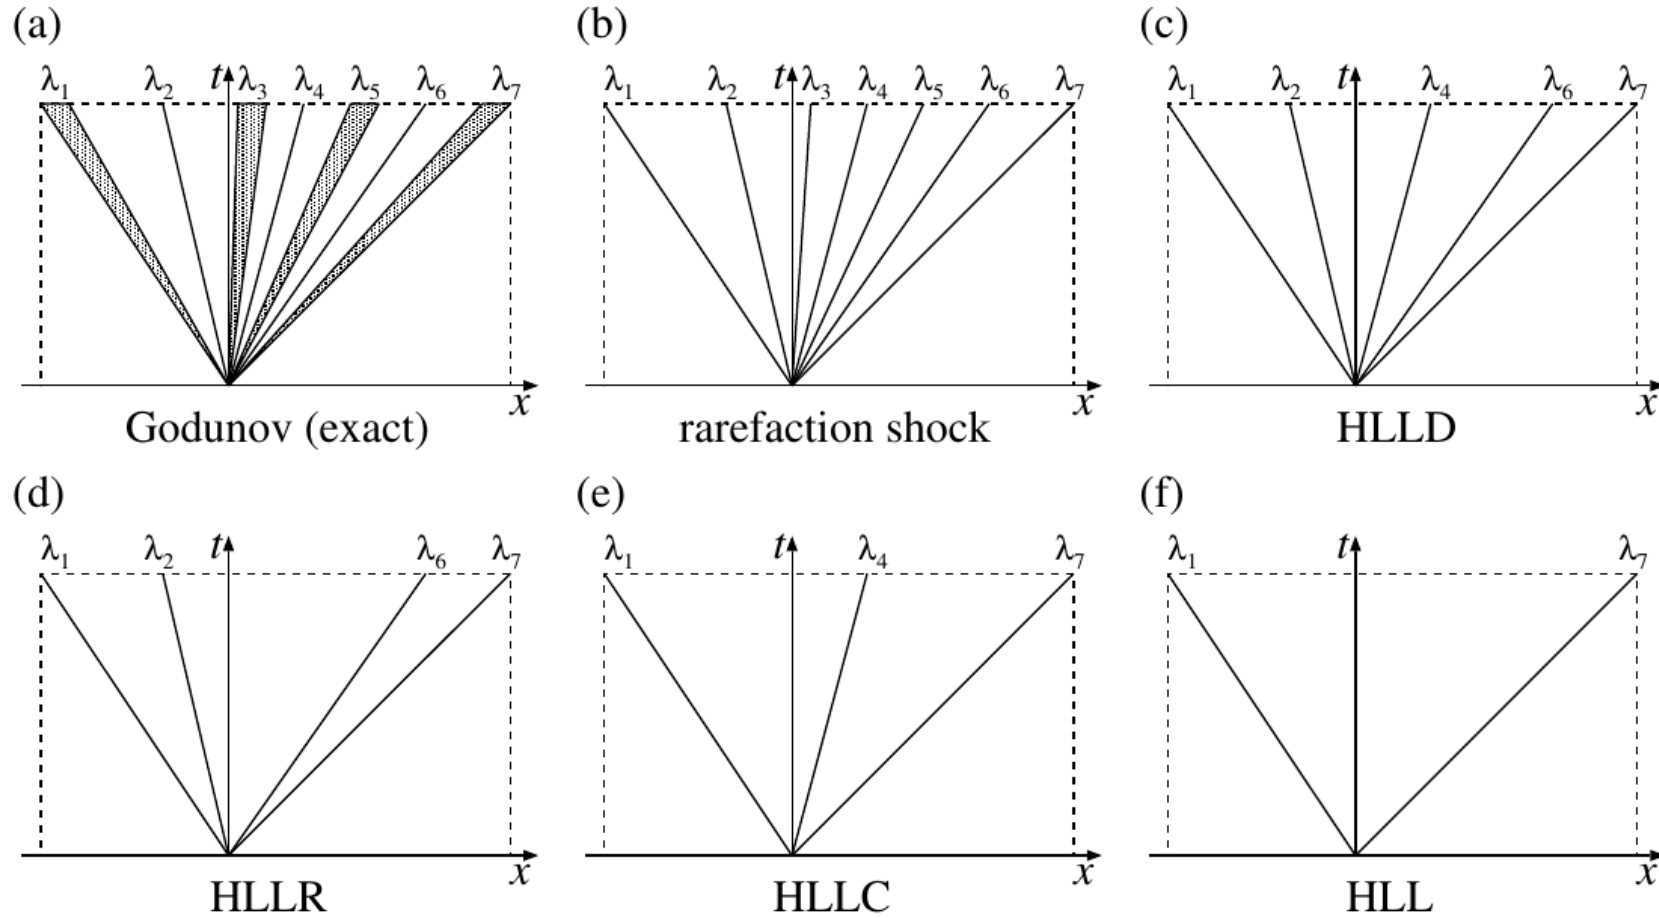 (a) (b) (c)
λ₁ λ₂ t λ₃ λ₄ λ₅ λ₆ λ₇ λ₁ λ₂ t λ₃ λ₄ λ₅ λ₆ λ₇ λ₁ λ₂ t λ₄ λ₆ λ₇
x x x
Godunov (exact) rarefaction shock HLLD
(d) (e) (f)
λ₁ λ₂ t λ₆ λ₇ λ₁ t λ₄ λ₇ λ₁ t λ₇
x x x
HLLR HLLC HLL